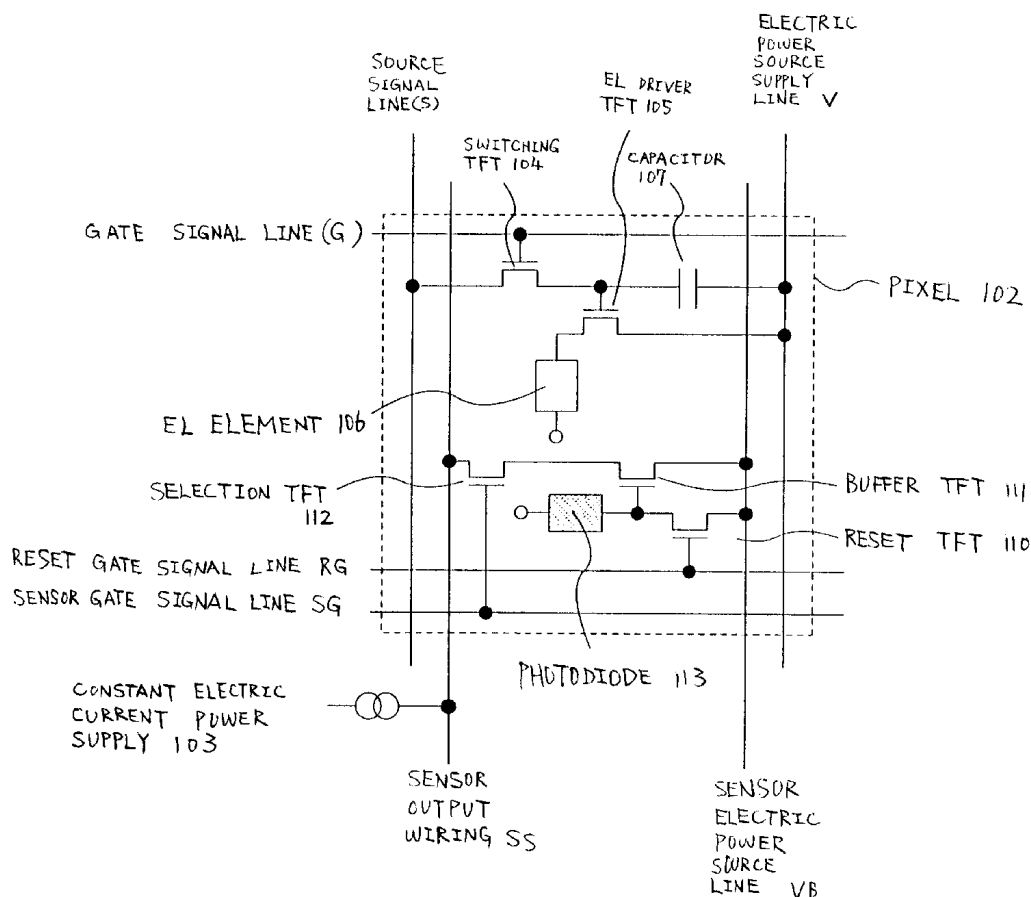 SOURCE
SIGNAL
LINE(S)
ELECTRIC
POWER
SOURCE
SUPPLY
LINE V
EL DRIVER
TFT 105
SWITCHING
TFT 104
CAPACITOR
107
GATE SIGNAL LINE (G)
PIXEL 102
EL ELEMENT 106
SELECTION TFT
112
BUFFER TFT 111
RESET TFT 110
RESET GATE SIGNAL LINE RG
SENSOR GATE SIGNAL LINE SG
PHOTODIODE 113
CONSTANT ELECTRIC
CURRENT POWER
SUPPLY 103
SENSOR
OUTPUT
WIRING SS
SENSOR
ELECTRIC
POWER
SOURCE
LINE VB